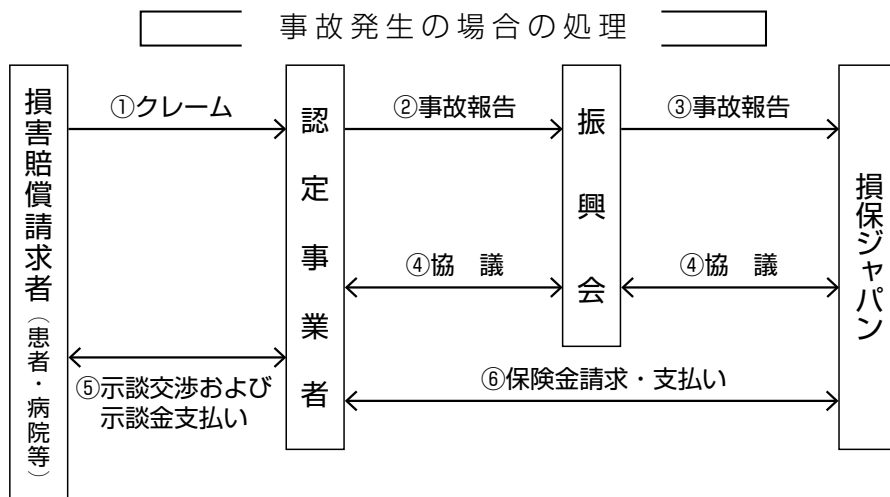 事故発生の場合の処理
損害賠償請求者(患者・病院等)
①クレーム
認定事業者
②事故報告
振興会
③事故報告
損保ジャパン
④協　議
④協　議
⑤示談交渉および
示談金支払い
⑥保険金請求・支払い